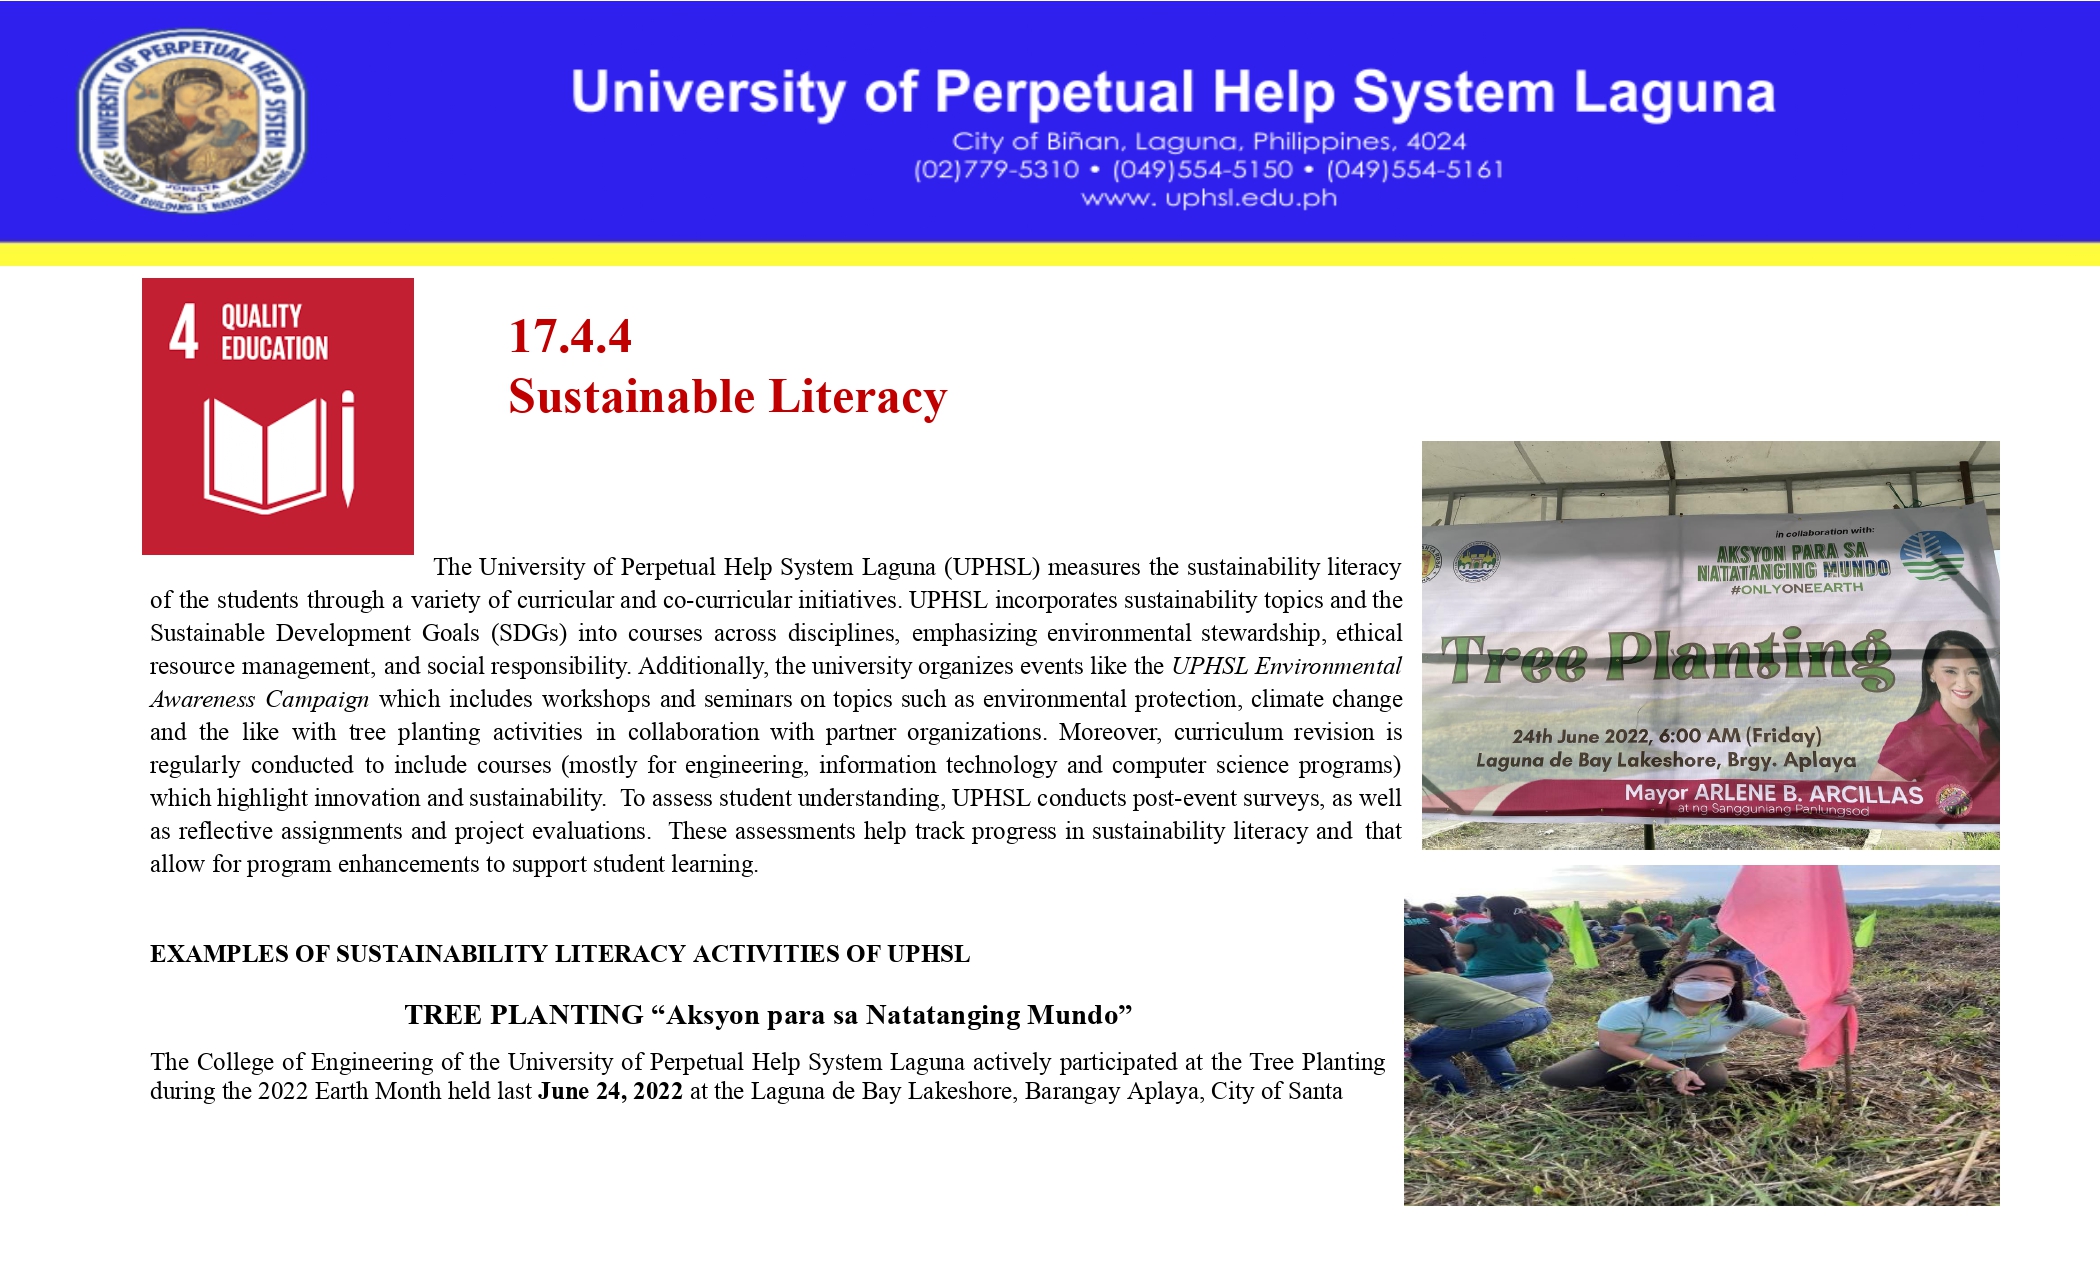 UNIVERSITY OF PERPETUAL HELP SYSTEM
JONELTA
CHARACTER BUILDING IS NATION BUILDING
University of Perpetual Help System Laguna
City of Biñan, Laguna, Philippines, 4024
(02)779-5310 • (049)554-5150 • (049)554-5161
www. uphsl.edu.ph
4 QUALITY
EDUCATION
17.4.4
Sustainable Literacy
The University of Perpetual Help System Laguna (UPHSL) measures the sustainability literacy
of the students through a variety of curricular and co-curricular initiatives. UPHSL incorporates sustainability topics and the
Sustainable Development Goals (SDGs) into courses across disciplines, emphasizing environmental stewardship, ethical
resource management, and social responsibility. Additionally, the university organizes events like the UPHSL Environmental
Awareness Campaign which includes workshops and seminars on topics such as environmental protection, climate change
and the like with tree planting activities in collaboration with partner organizations. Moreover, curriculum revision is
regularly conducted to include courses (mostly for engineering, information technology and computer science programs)
which highlight innovation and sustainability.  To assess student understanding, UPHSL conducts post-event surveys, as well
as reflective assignments and project evaluations.  These assessments help track progress in sustainability literacy and that
allow for program enhancements to support student learning.
in collaboration with:
AKSYON PARA SA
NATATANGING MUNDO
#ONLYONEEARTH
Tree Planting
24th June 2022, 6:00 AM (Friday)
Laguna de Bay Lakeshore, Brgy. Aplaya
Mayor ARLENE B. ARCILLAS
at ng Sangguniang Panlungsod
EXAMPLES OF SUSTAINABILITY LITERACY ACTIVITIES OF UPHSL
TREE PLANTING “Aksyon para sa Natatanging Mundo”
The College of Engineering of the University of Perpetual Help System Laguna actively participated at the Tree Planting
during the 2022 Earth Month held last June 24, 2022 at the Laguna de Bay Lakeshore, Barangay Aplaya, City of Santa